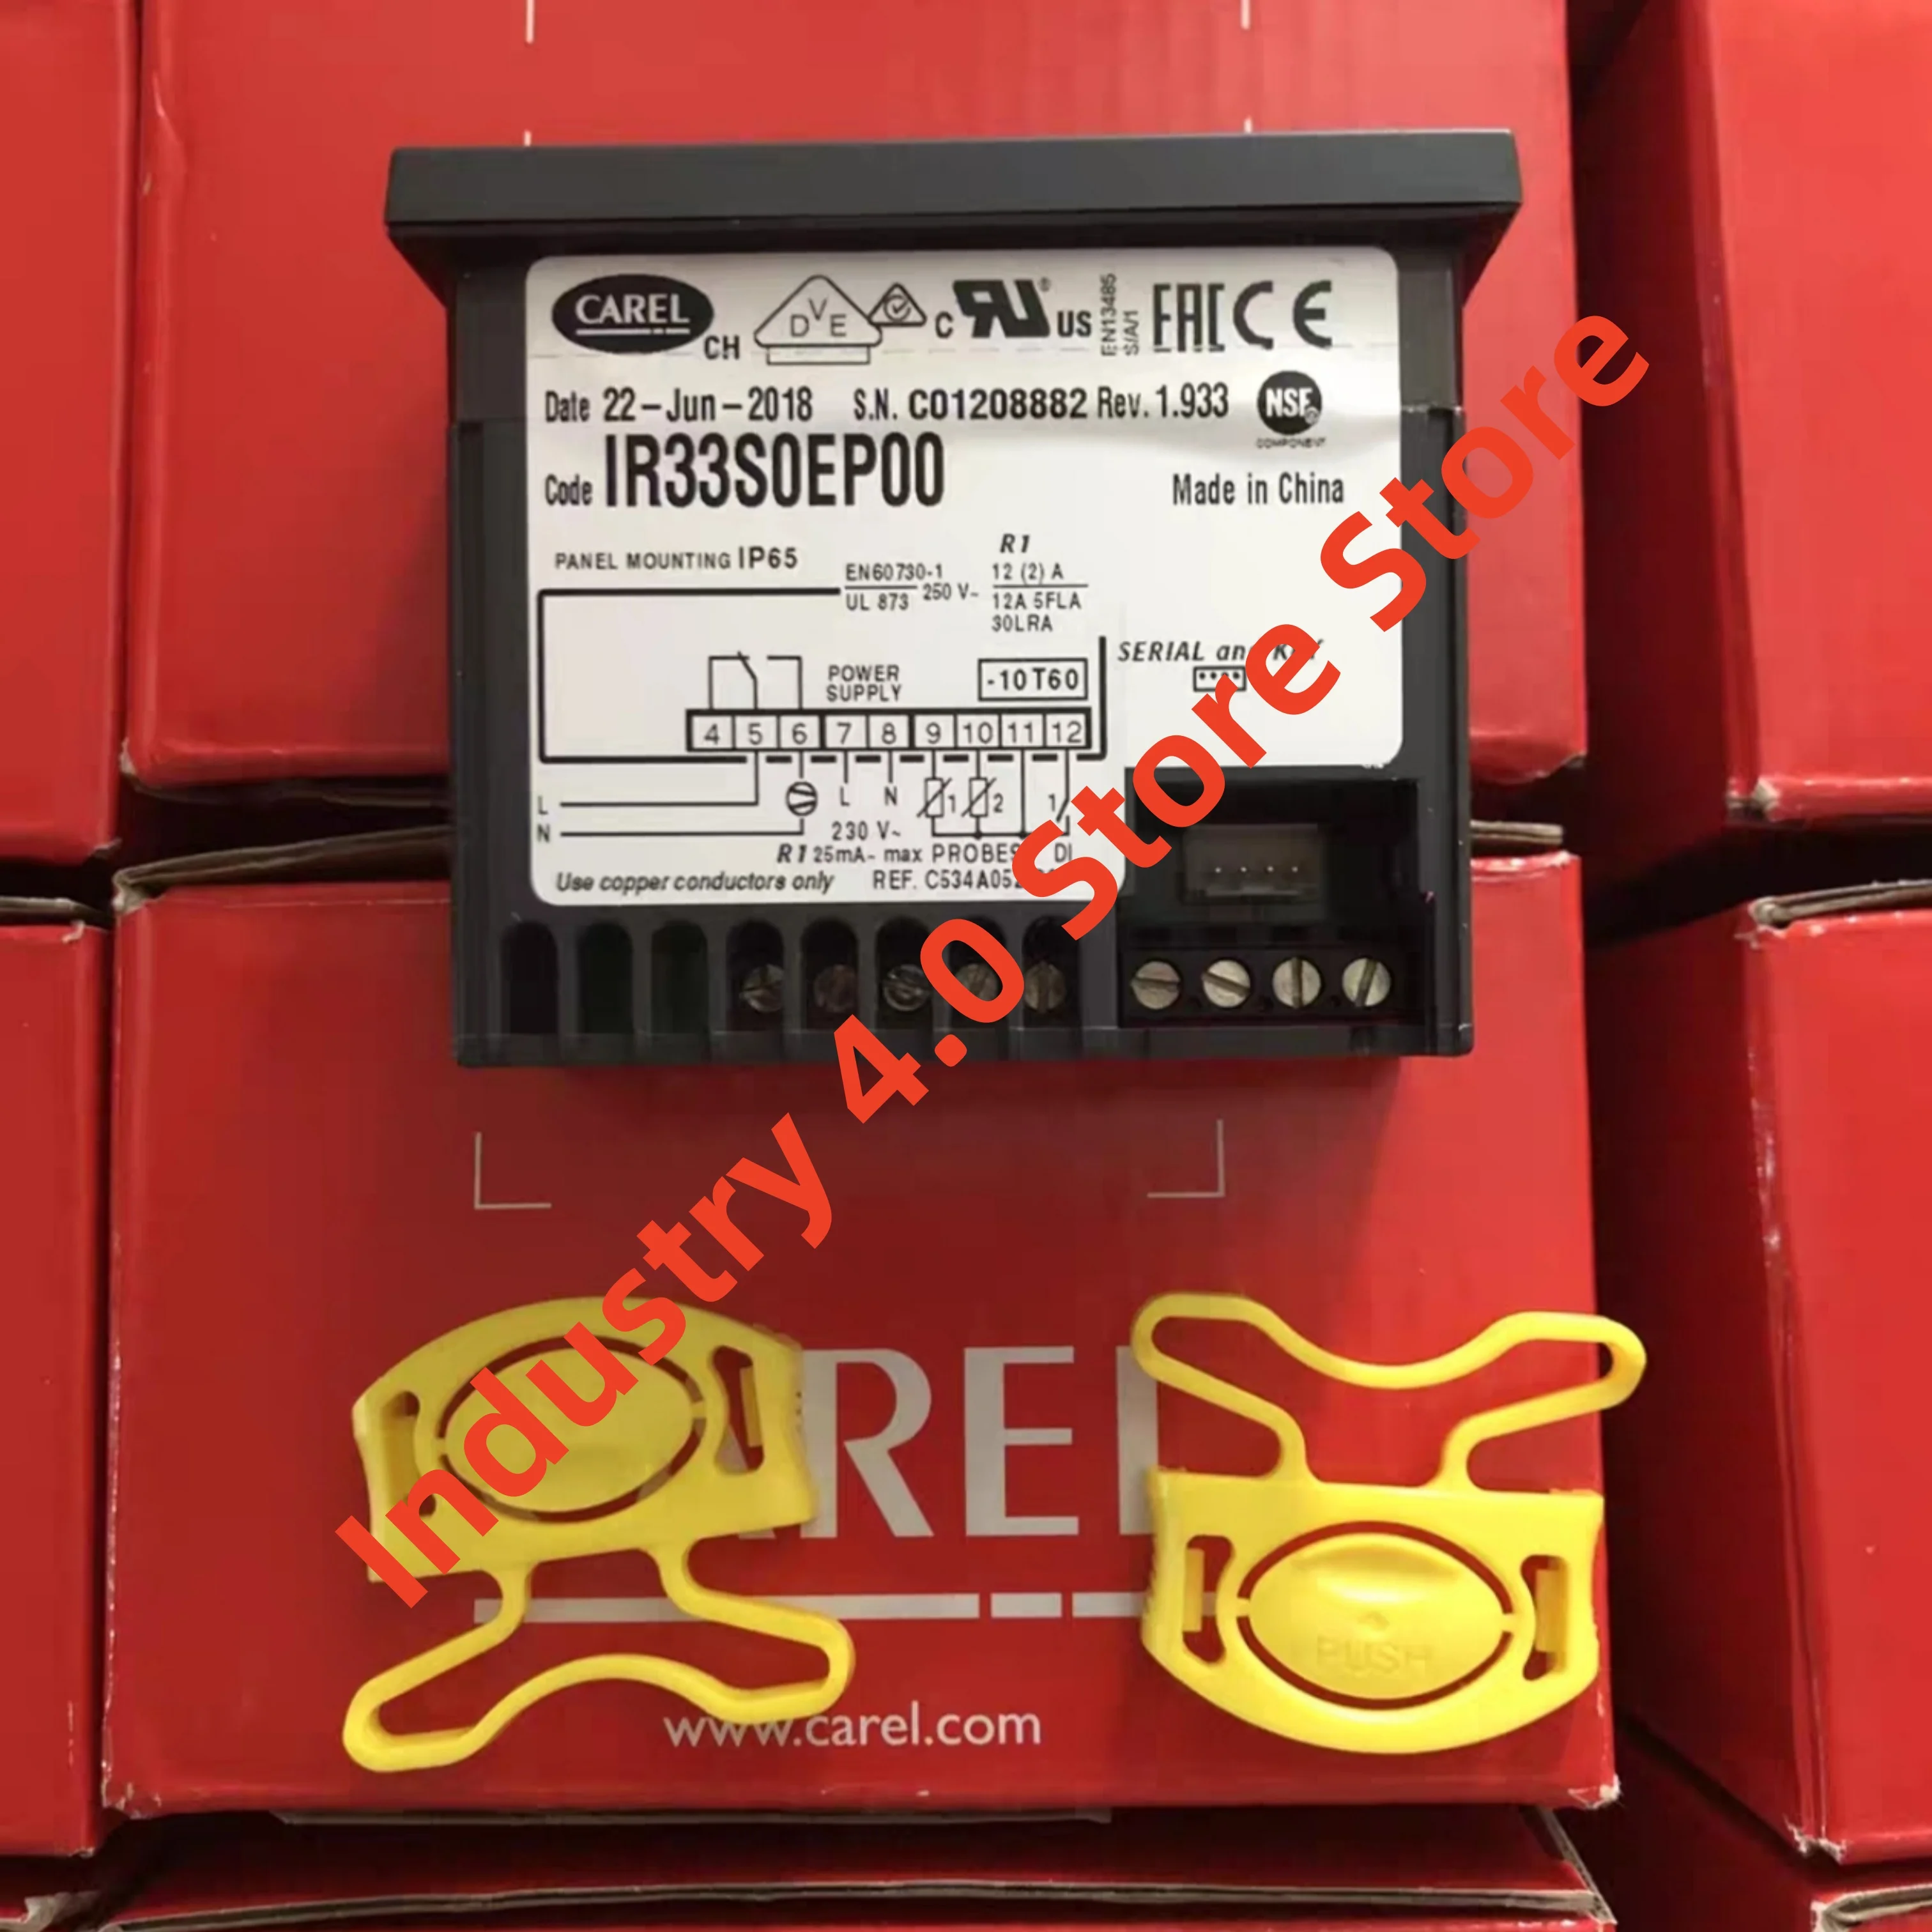 CAREL
CH
DVE
C RU® US
EN13485
S/A/1
EAC CE
Date 22-Jun-2018 S.N. C01208882 Rev. 1.933
NSF®
COMPONENT
Code IR33S0EP00
Made in China
PANEL MOUNTING IP65
R1
EN60730-1 12 (2) A
250 V~
UL 873 12A 5FLA
30LRA
SERIAL
POWER
SUPPLY
-10T60
4 5 6 7 8 9 10 11 12
L
N
L N 1 2 1
230 V~
R1 25mA~ max PROBES DI
Use copper conductors only REF.
Industry 4.0 Store Store Store
PUSH
www.carel.com